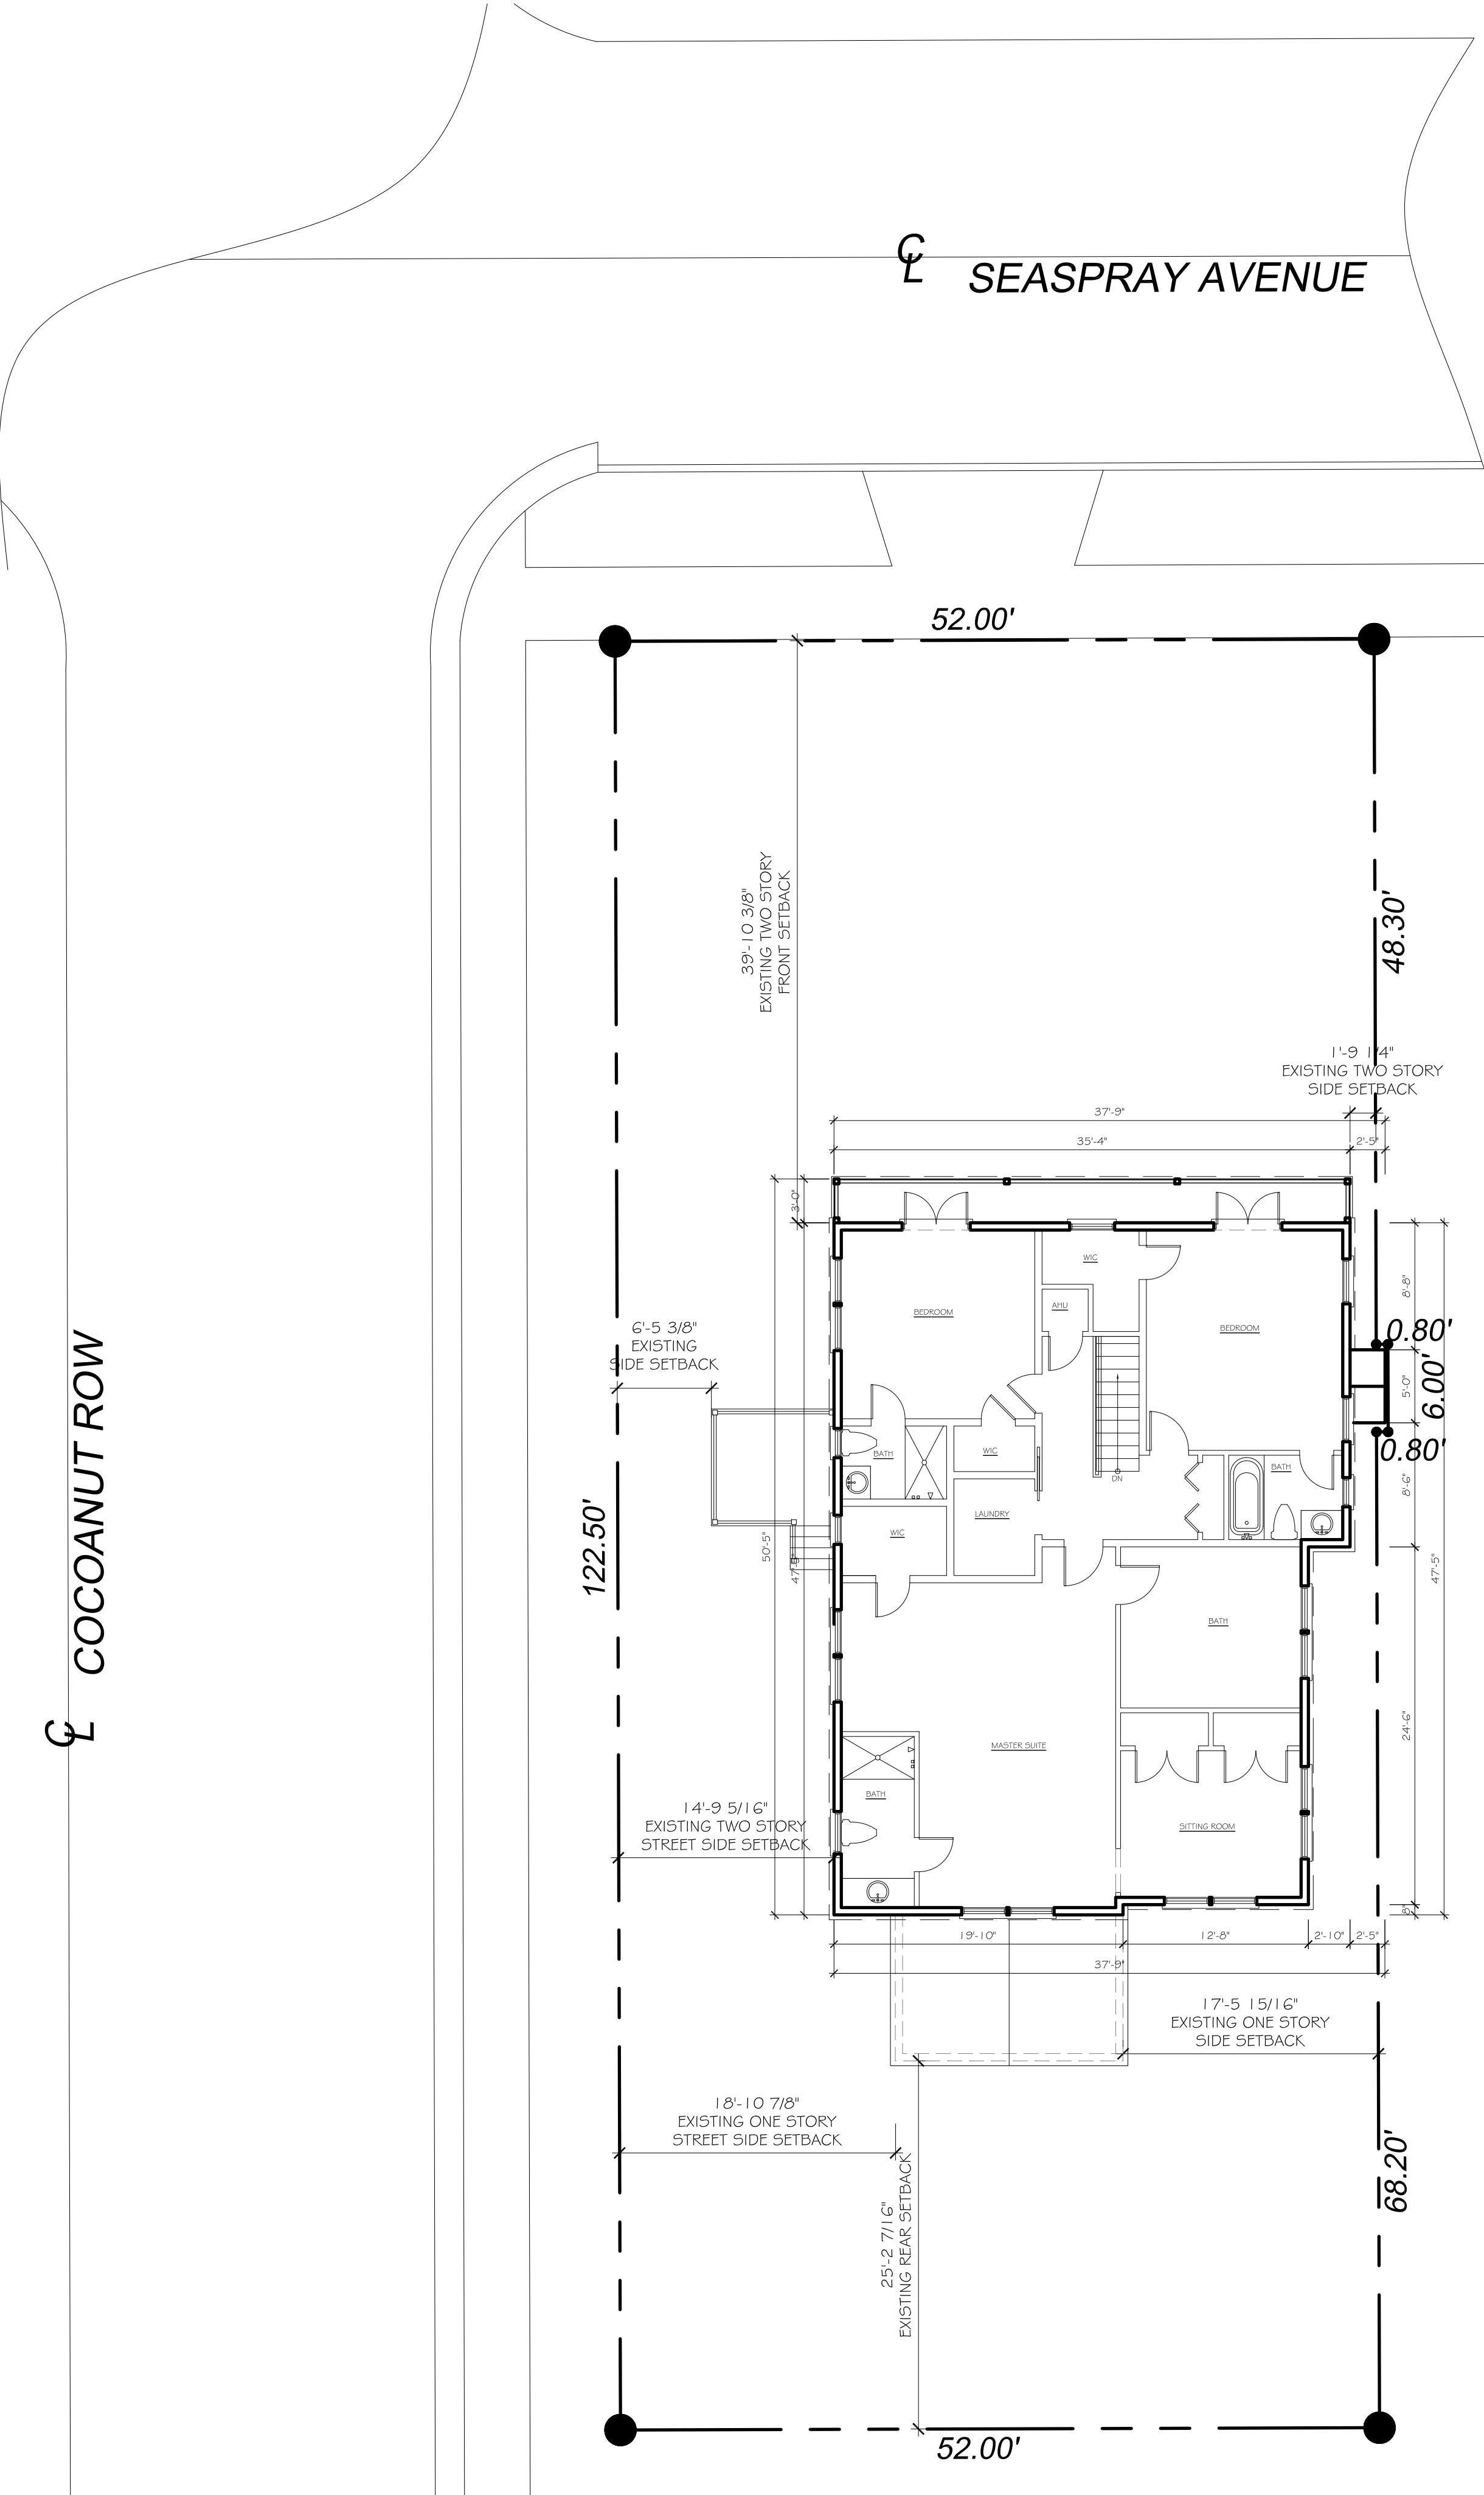 ℄ SEASPRAY AVENUE
52.00'
39'-10 3/8"
EXISTING TWO STORY
FRONT SETBACK
48.30'
1'-9 1/4"
EXISTING TWO STORY
SIDE SETBACK
37'-9"
35'-4"
2'-5"
3'-0"
WIC
AHU
BEDROOM
BEDROOM
8'-8"
0.80'
6.00'
5'-0"
0.80'
8'-6"
6'-5 3/8"
EXISTING
SIDE SETBACK
COCOANUT ROW
℄
122.50'
50'-5"
47'-5"
BATH
WIC
BATH
DN
LAUNDRY
WIC
47'-5"
BATH
24'-6"
MASTER SUITE
BATH
SITTING ROOM
14'-9 5/16"
EXISTING TWO STORY
STREET SIDE SETBACK
8"
19'-10"
12'-8"
2'-10"
2'-5"
37'-9"
17'-5 15/16"
EXISTING ONE STORY
SIDE SETBACK
18'-10 7/8"
EXISTING ONE STORY
STREET SIDE SETBACK
25'-2 7/16"
EXISTING REAR SETBACK
68.20'
52.00'